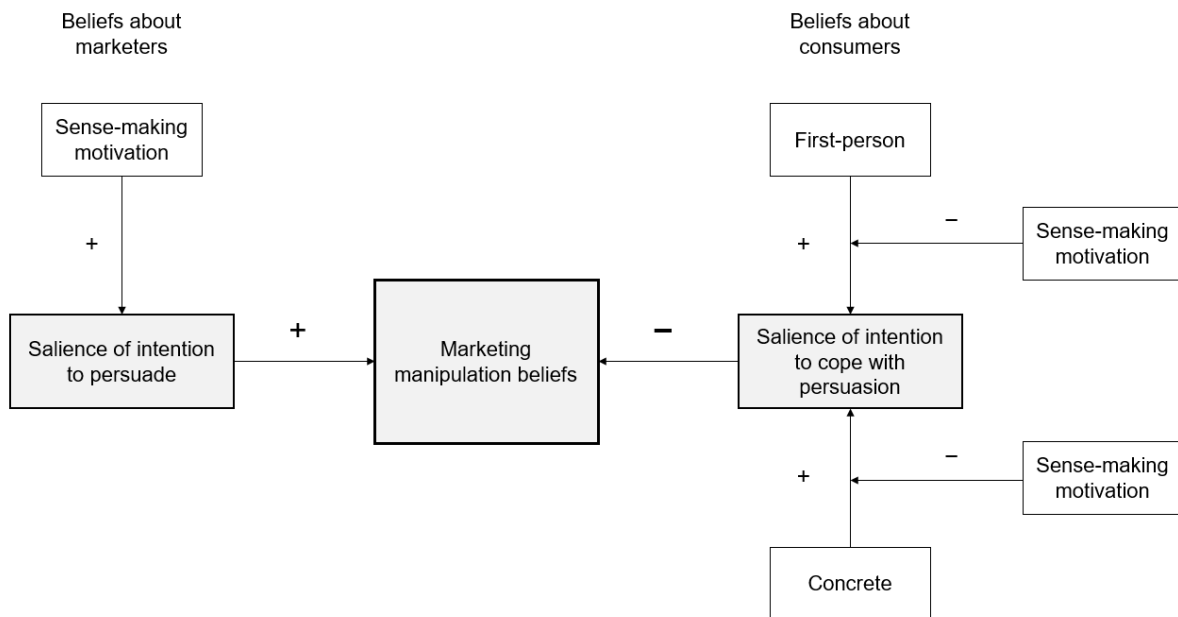 Beliefs about
marketers
Beliefs about
consumers
Sense-making
motivation
First-person
+
+
−
Sense-making
motivation
Salience of intention
to persuade
+
Marketing
manipulation beliefs
−
Salience of intention
to cope with
persuasion
+
−
Sense-making
motivation
Concrete